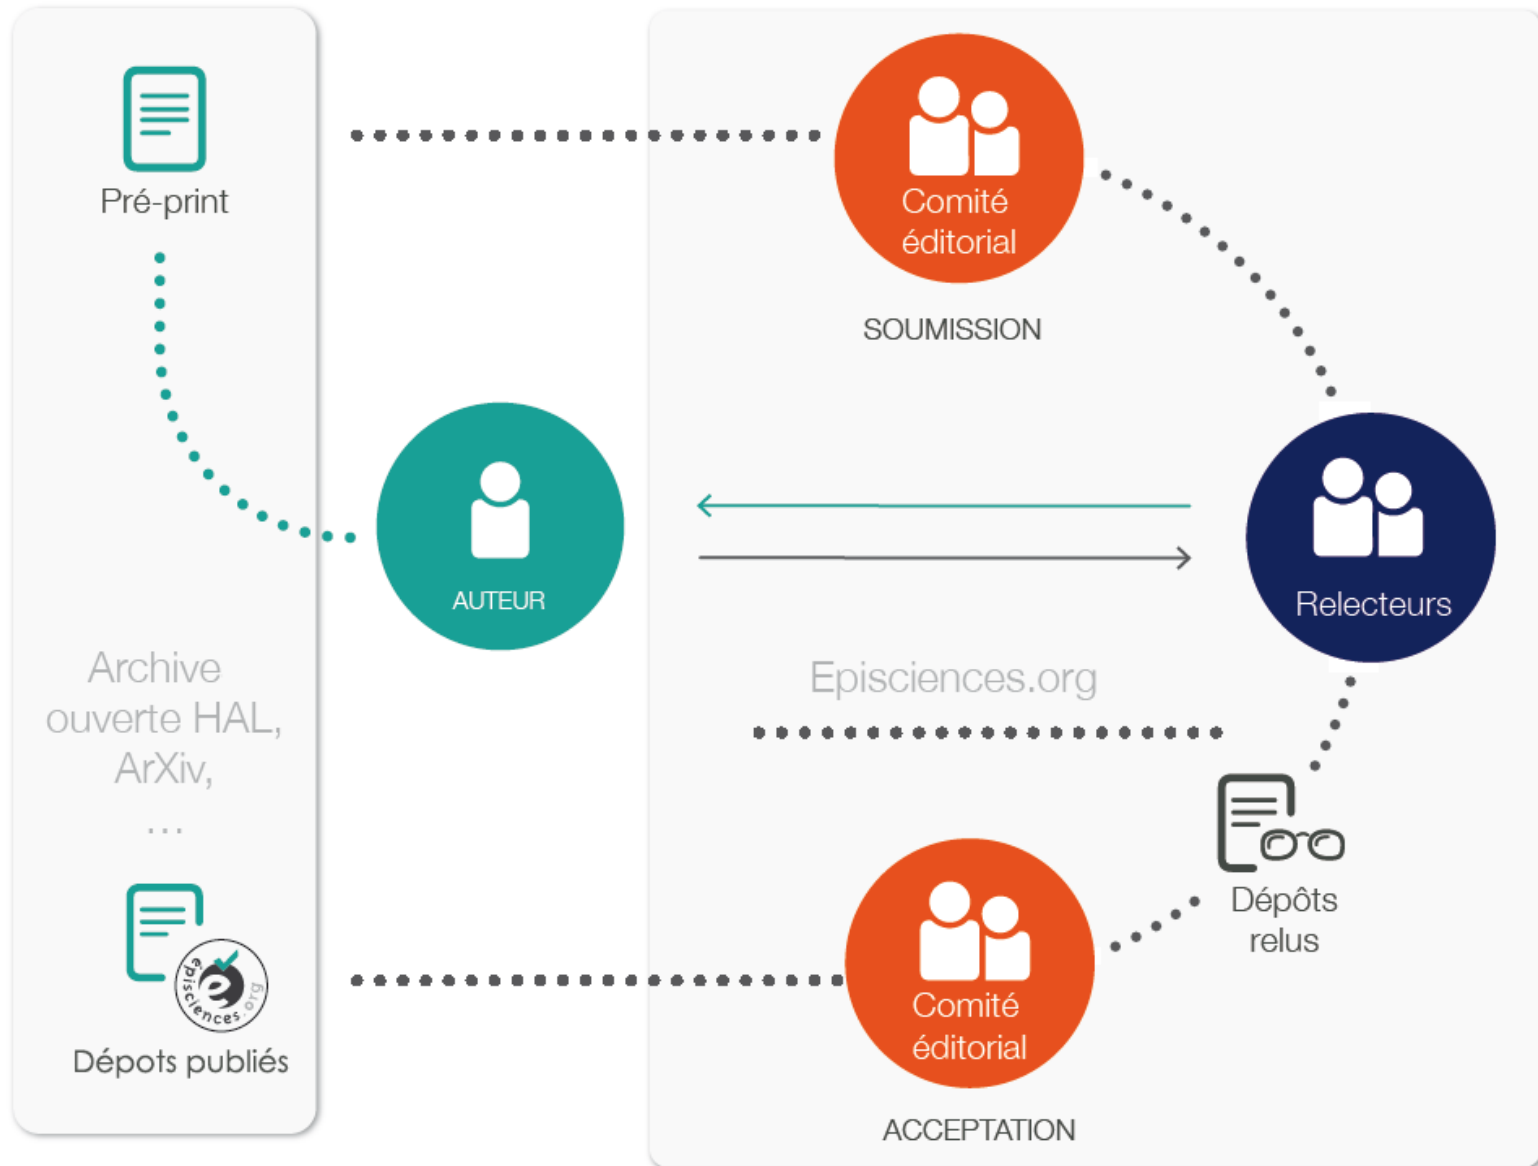 Pré-print
Comité
éditorial
SOUMISSION
AUTEUR
Relecteurs
Archive
ouverte HAL,
ArXiv,
...
Episciences.org
Dépôts
relus
épisciences.org
Dépots publiés
Comité
éditorial
ACCEPTATION